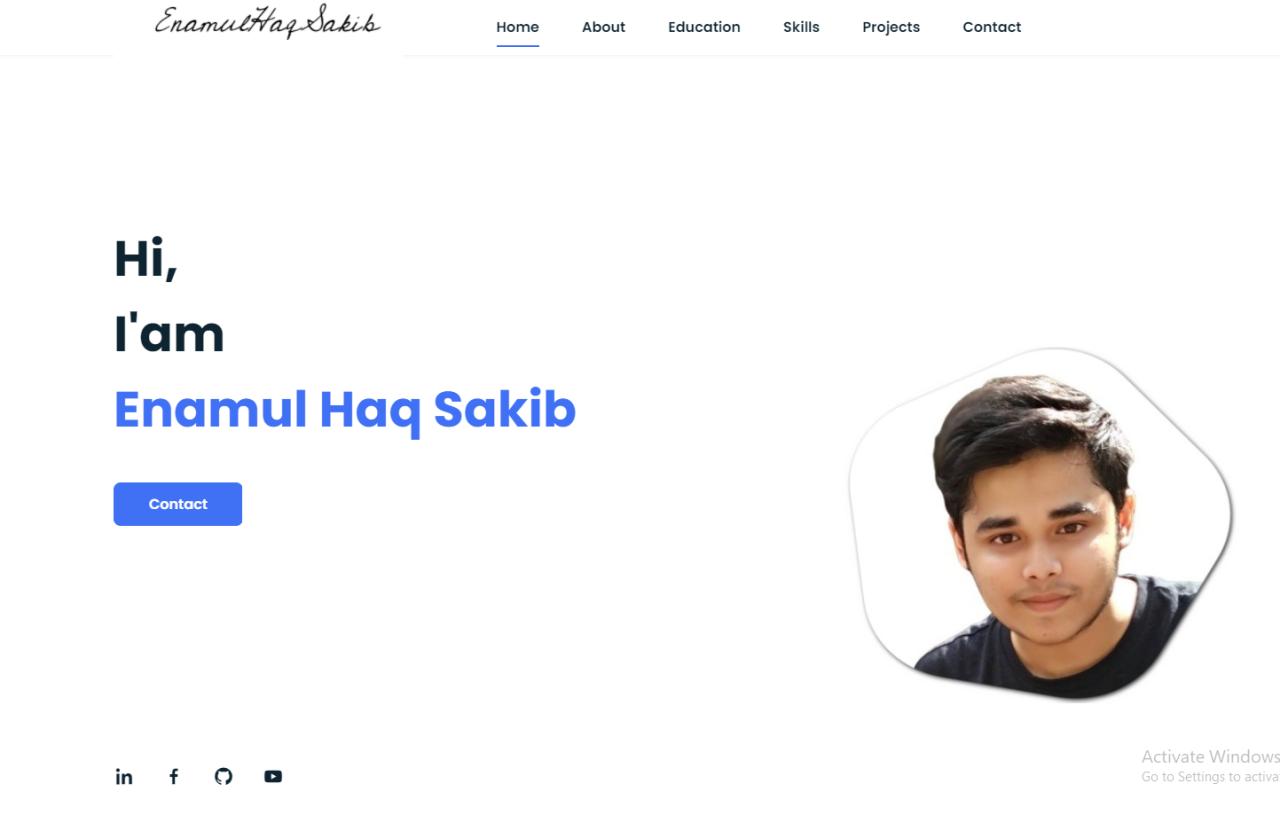 EnamulHaqSakib
Home About Education Skills Projects Contact
Hi,
I'am
Enamul Haq Sakib
Contact
in f
Activate Windows
Go to Settings to activa